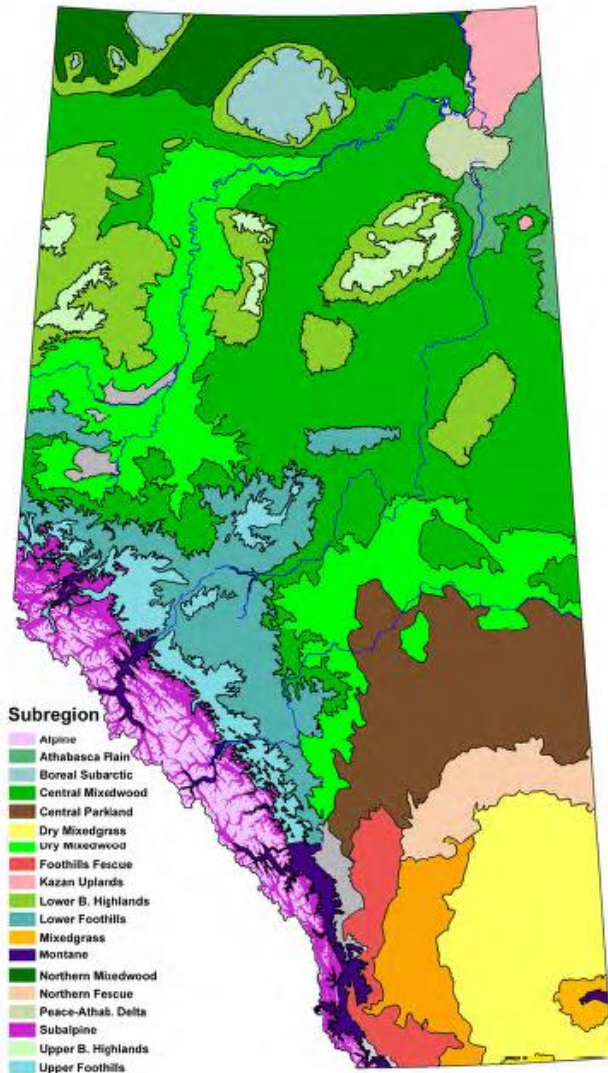 Subregion
Alpine
Athabasca Plain
Boreal Subarctic
Central Mixedwood
Central Parkland
Dry Mixedgrass
Dry Mixedwood
Foothills Fescue
Kazan Uplands
Lower B. Highlands
Lower Foothills
Mixedgrass
Montane
Northern Mixedwood
Northern Fescue
Peace-Athab. Delta
Subalpine
Upper B. Highlands
Upper Foothills